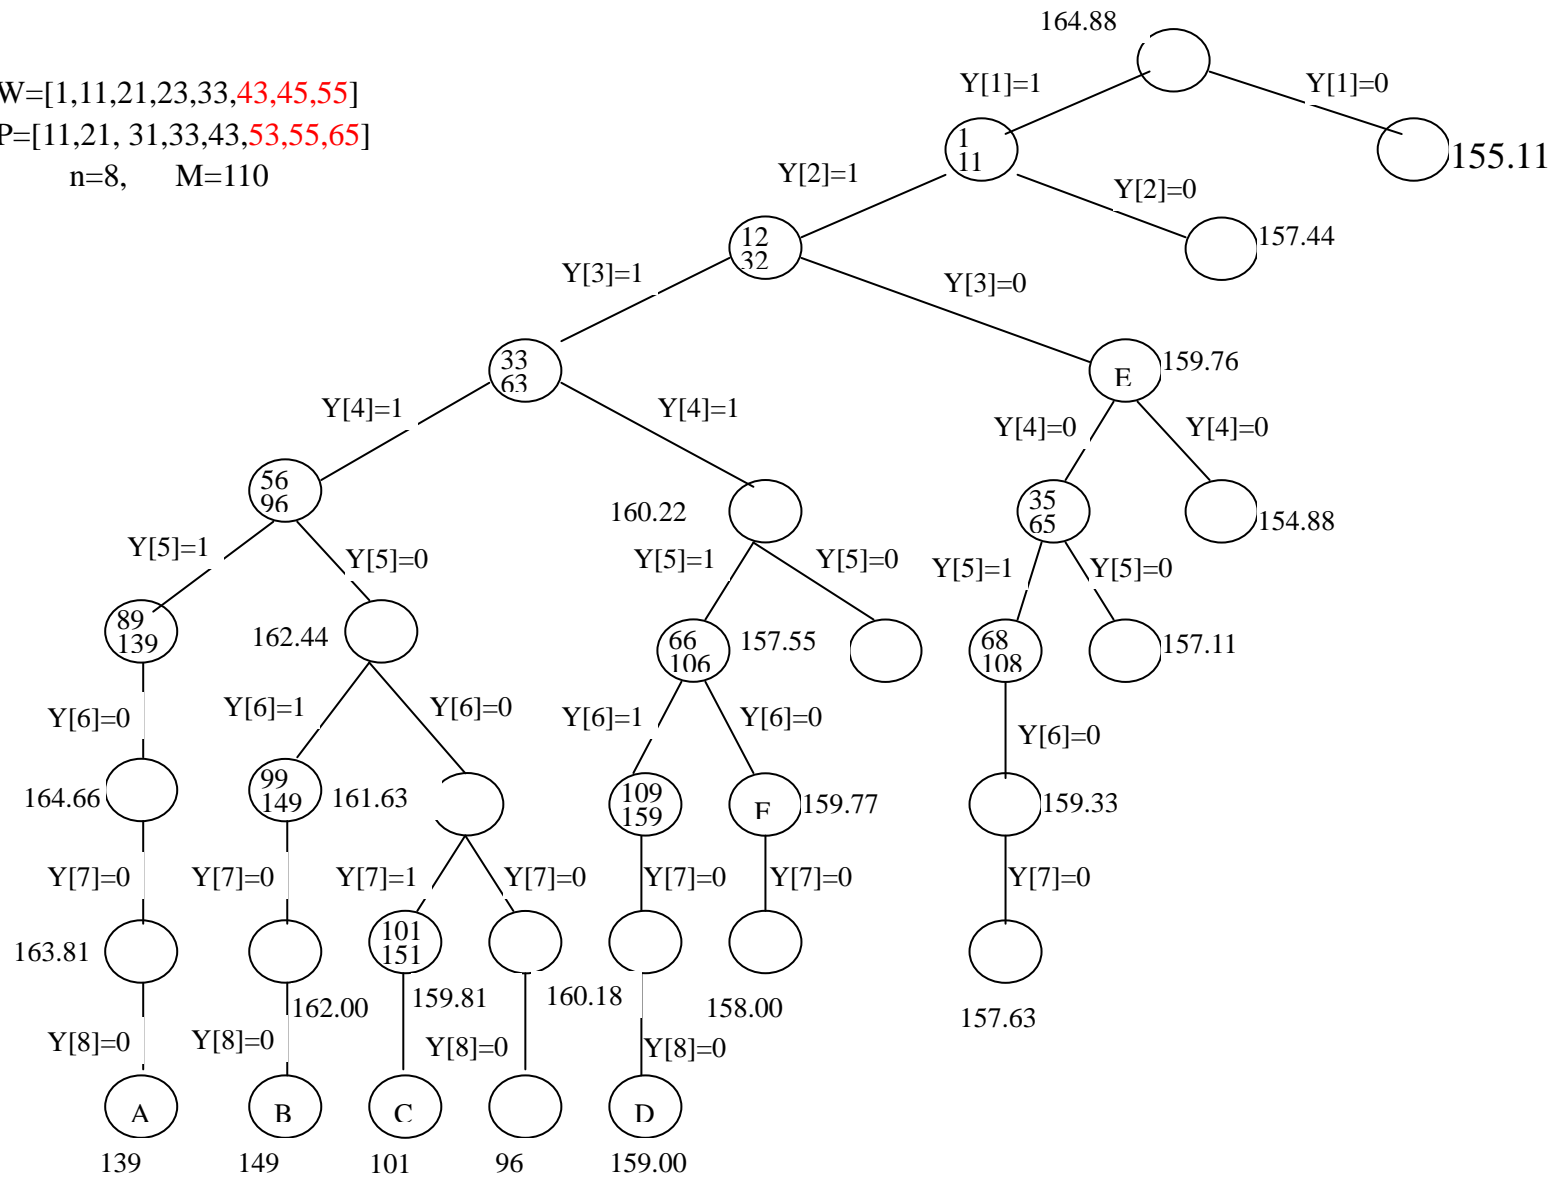 164.88
W=[1,11,21,23,33,43,45,55]
P=[11,21, 31,33,43,53,55,65]
n=8, M=110
Y[1]=1
Y[1]=0
1
11
155.11
Y[2]=1
Y[2]=0
12
32
157.44
Y[3]=1
Y[3]=0
33
63
E
159.76
Y[4]=1
Y[4]=1
Y[4]=0
Y[4]=0
56
96
160.22
35
65
154.88
Y[5]=1
Y[5]=0
Y[5]=1
Y[5]=0
Y[5]=1
Y[5]=0
89
139
162.44
66
106
157.55
68
108
157.11
Y[6]=0
Y[6]=1
Y[6]=0
Y[6]=1
Y[6]=0
Y[6]=0
164.66
99
149
161.63
109
159
F
159.77
159.33
Y[7]=0
Y[7]=0
Y[7]=1
Y[7]=0
Y[7]=0
Y[7]=0
Y[7]=0
163.81
101
151
162.00
159.81
160.18
158.00
157.63
Y[8]=0
Y[8]=0
Y[8]=0
Y[8]=0
A
B
C
D
139
149
101
96
159.00